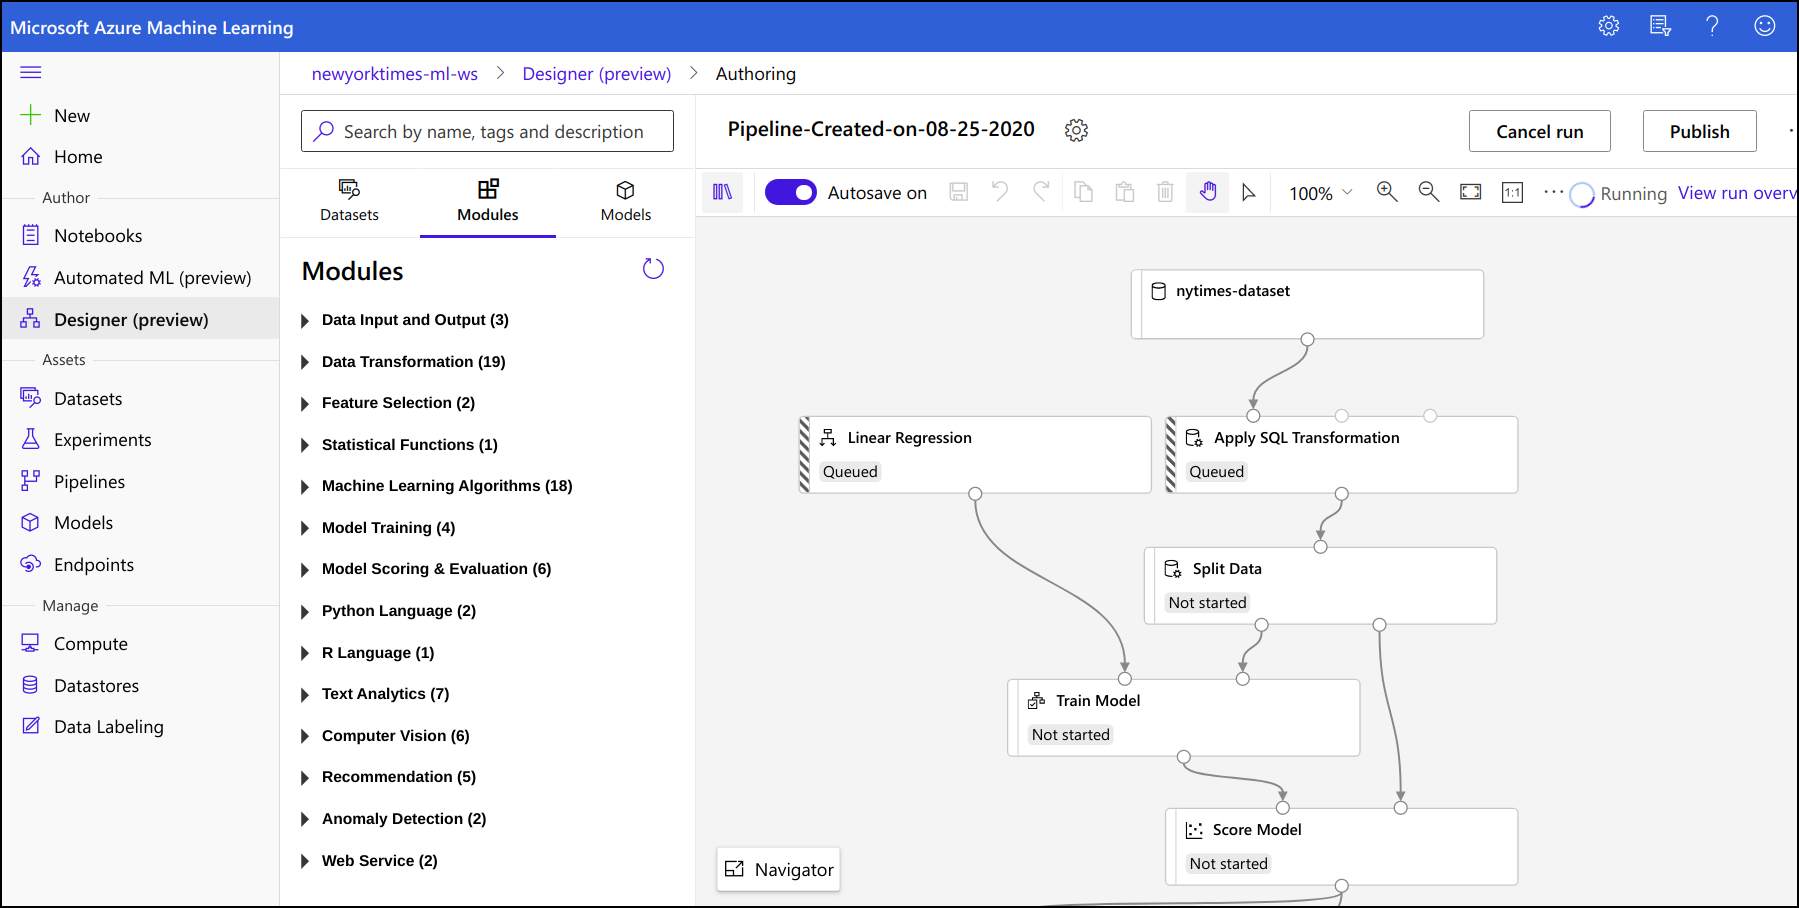 Microsoft Azure Machine Learning
New
Home
Author
Notebooks
Automated ML (preview)
Designer (preview)
Assets
Datasets
Experiments
Pipelines
Models
Endpoints
Manage
Compute
Datastores
Data Labeling
newyorktimes-ml-ws > Designer (preview) > Authoring
Search by name, tags and description
Datasets
Modules
Models
Modules
Data Input and Output (3)
Data Transformation (19)
Feature Selection (2)
Statistical Functions (1)
Machine Learning Algorithms (18)
Model Training (4)
Model Scoring & Evaluation (6)
Python Language (2)
R Language (1)
Text Analytics (7)
Computer Vision (6)
Recommendation (5)
Anomaly Detection (2)
Web Service (2)
Pipeline-Created-on-08-25-2020
Cancel run
Publish
Autosave on
100%
1:1
Running
View run overv
nytimes-dataset
Linear Regression
Queued
Apply SQL Transformation
Queued
Split Data
Not started
Train Model
Not started
Score Model
Not started
Navigator